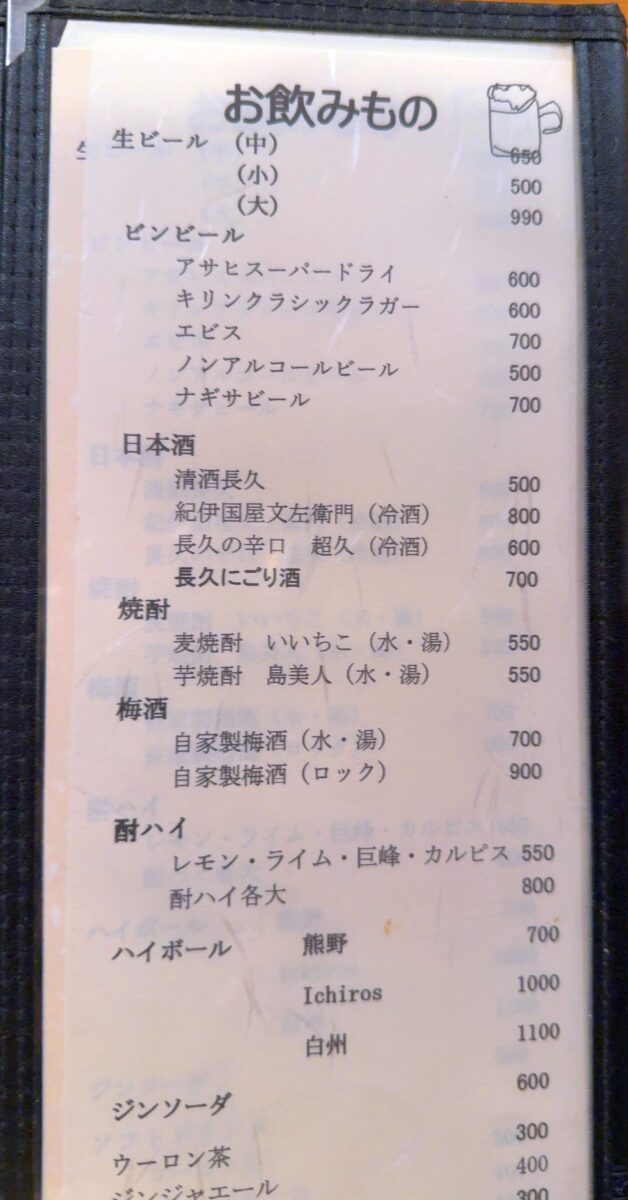 お飲みもの
生ビール （中） 650
（小） 500
（大） 990
ビンビール
アサヒスーパードライ 600
キリンクラシックラガー 600
エビス 700
ノンアルコールビール 500
ナギサビール 700
日本酒
清酒長久 500
紀伊国屋文左衛門（冷酒） 800
長久の辛口　超久（冷酒） 600
長久にごり酒 700
焼酎
麦焼酎　いいちこ（水・湯） 550
芋焼酎　島美人（水・湯） 550
梅酒
自家製梅酒（水・湯） 700
自家製梅酒（ロック） 900
酎ハイ
レモン・ライム・巨峰・カルピス 550
酎ハイ各大 800
ハイボール 熊野 700
Ichiros 1000
白州 1100
ジンソーダ 600
ウーロン茶 300
ジンジャエール 400
300